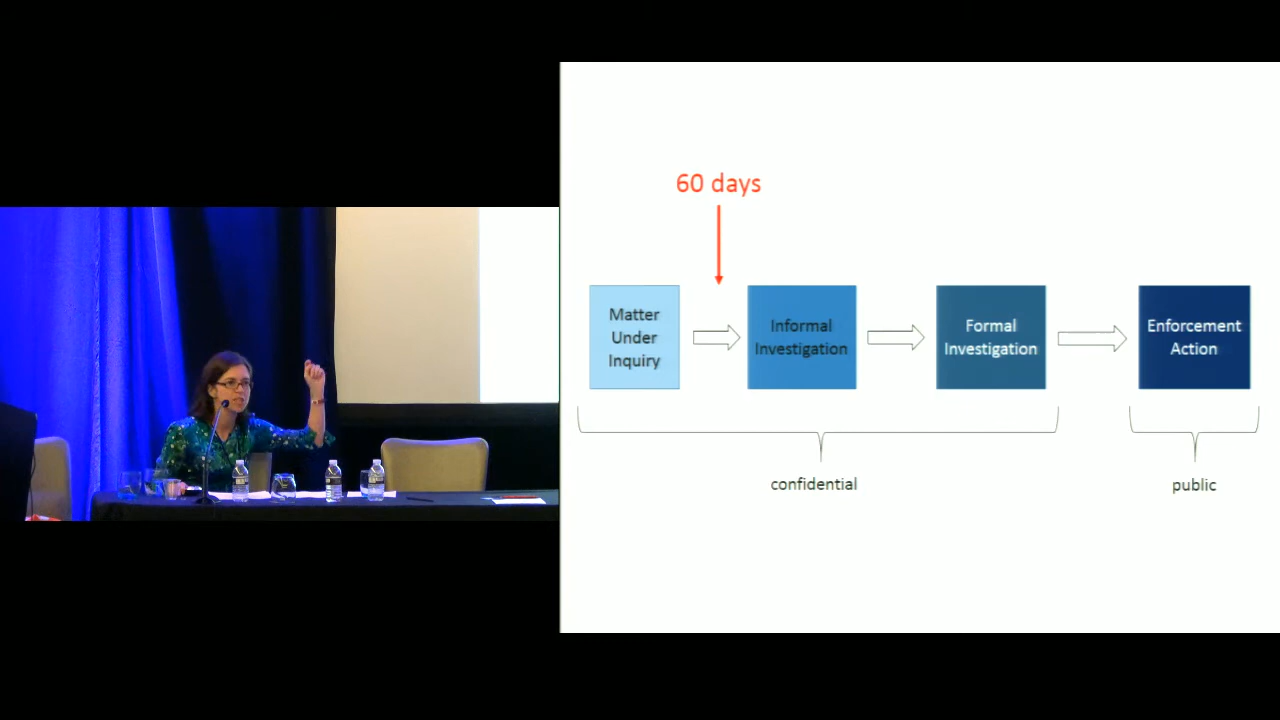 60 days
Matter
Under
Inquiry
Informal
Investigation
Formal
Investigation
Enforcement
Action
confidential
public